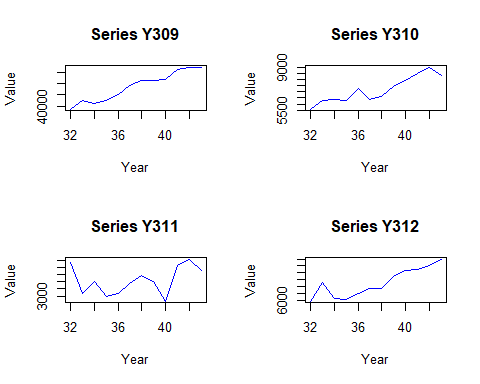 Series Y309
Value
40000
32 36 40
Year
Series Y310
Value
5500 9000
32 36 40
Year
Series Y311
Value
3000
32 36 40
Year
Series Y312
Value
6000
32 36 40
Year